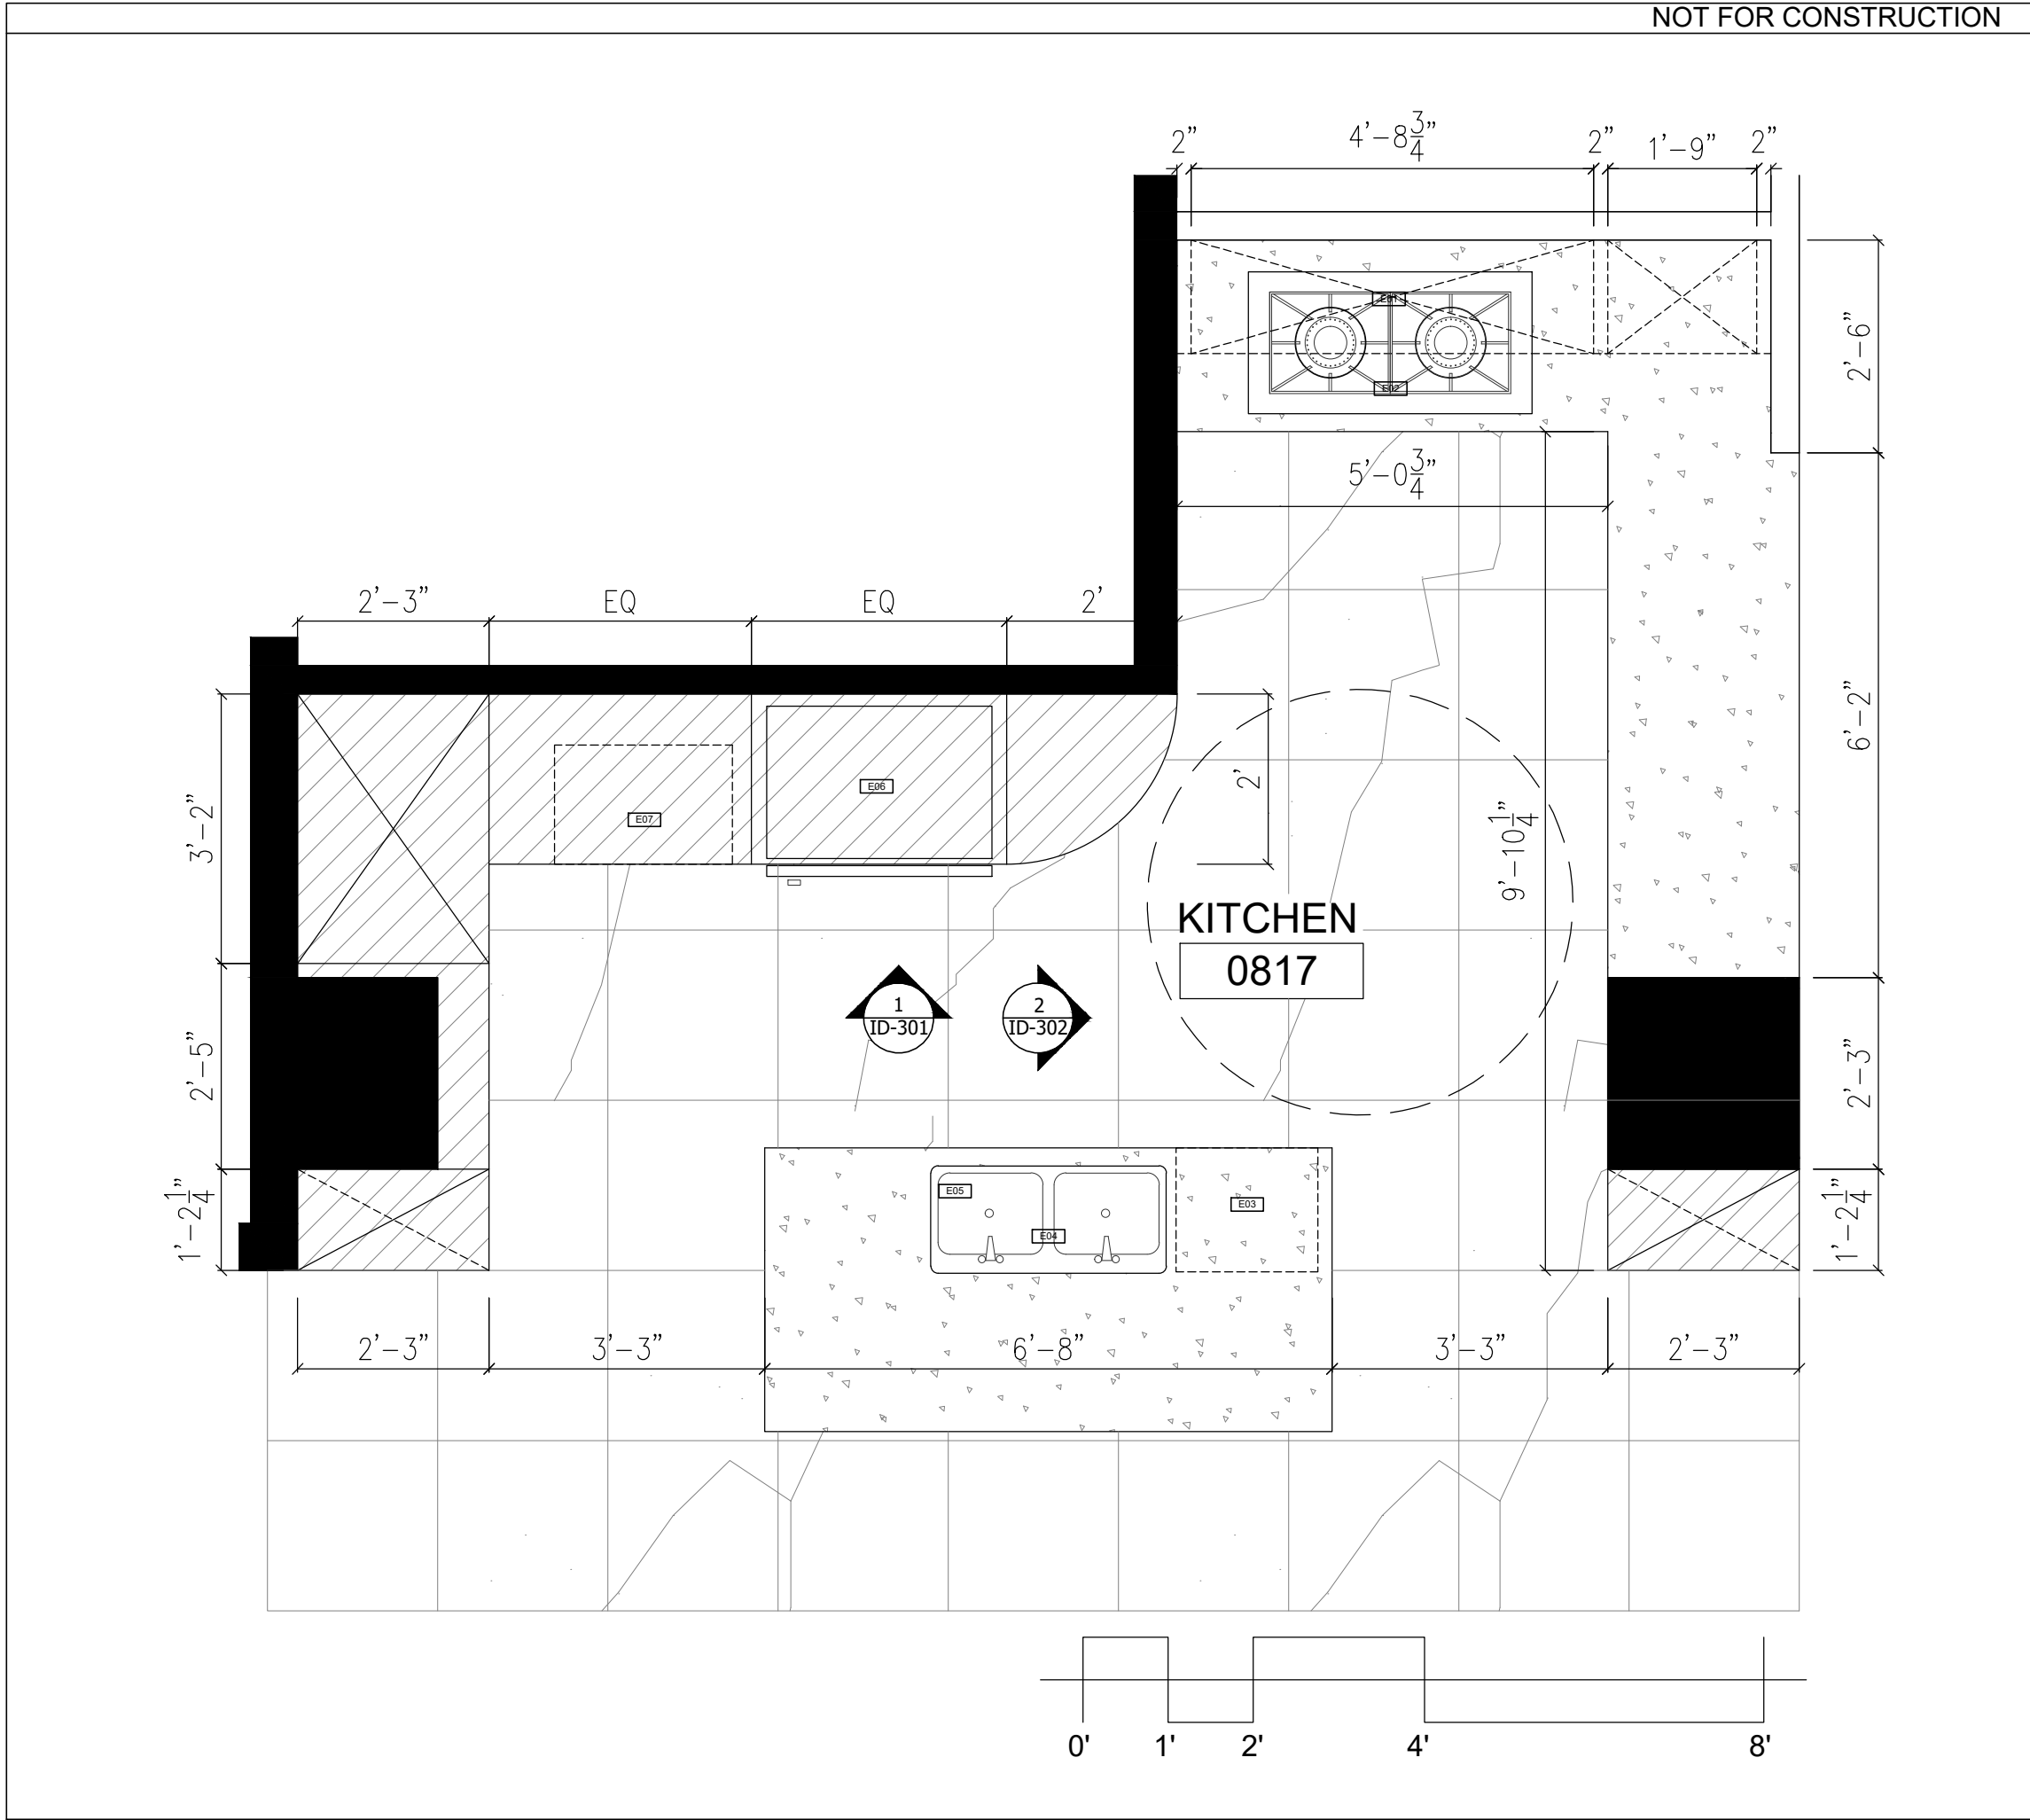 NOT FOR CONSTRUCTION
2” 4’-8 3/4” 2” 1’-9” 2”
E01
2’-6”
E02
5’-0 3/4”
2’-3” EQ EQ 2’
6’-2”
2’
E06
E07
3’-2”
9’-10 1/4”
KITCHEN
0817
1
ID-301
2
ID-302
2’-5”
2’-3”
E05
E03
E04
1’-2 1/4”
1’-2 1/4”
2’-3” 3’-3” 6’-8” 3’-3” 2’-3”
0' 1' 2' 4' 8'